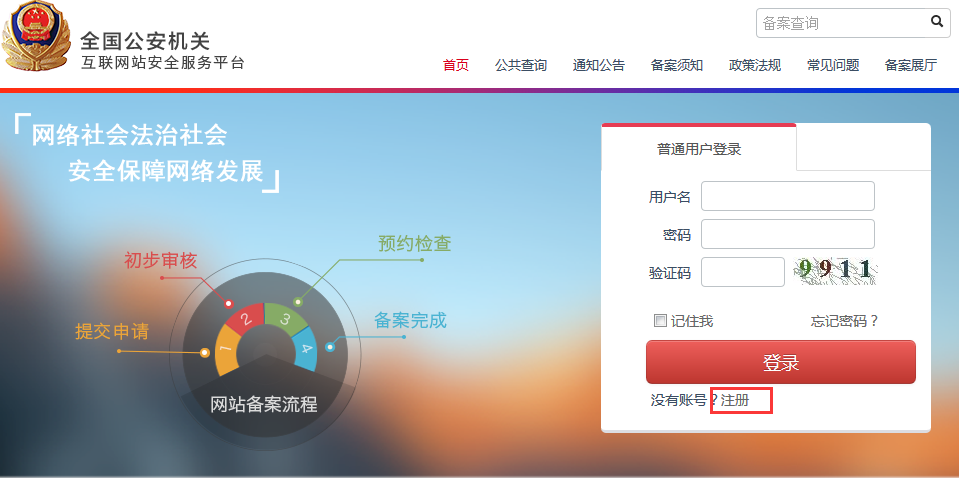 全国公安机关
互联网站安全服务平台
备案查询
首页 公共查询 通知公告 备案须知 政策法规 常见问题 备案展厅
网络社会法治社会
安全保障网络发展
普通用户登录
用户名
密码
验证码 9911
记住我 忘记密码？
登录
没有账号？注册
初步审核
预约检查
提交申请
备案完成
1 2 3 4
网站备案流程